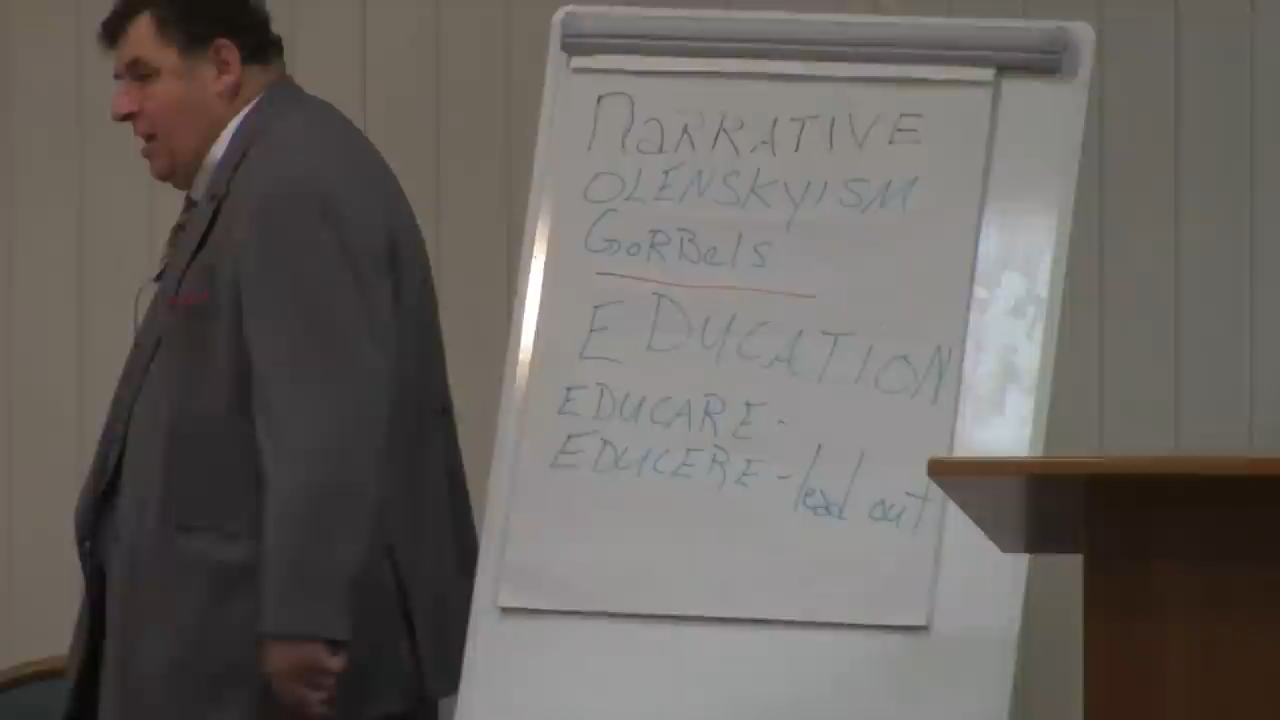 NaRRATIVE
OLENSKYISM
GoRBels
EDUCATION
EDUCARE -
EDUCERE - lead out